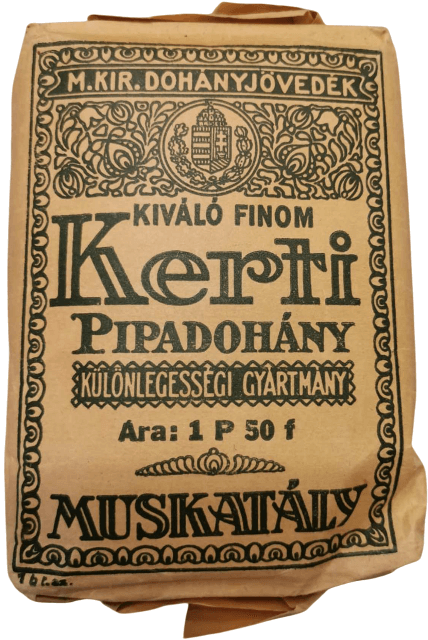 M. KIR. DOHÁNYJÖVEDÉK
KIVÁLÓ FINOM
Kerti
PIPADOHÁNY
KÜLÖNLEGESSÉGI GYÁRTMÁNY
Ára: 1 P 50 f
MUSKATÁLY